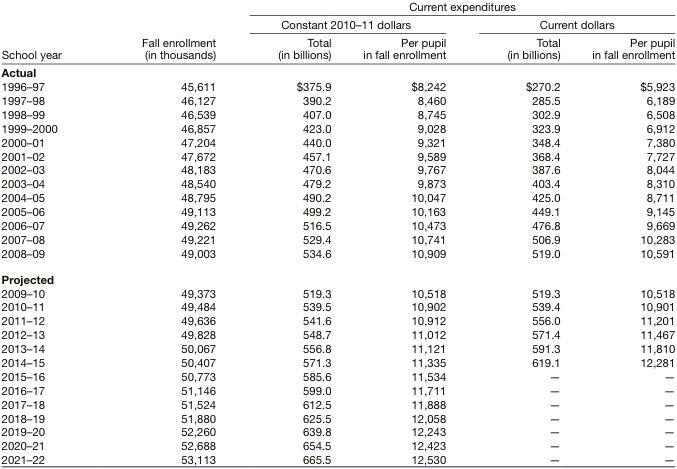 Current expenditures
Constant 2010–11 dollars Current dollars
Fall enrollment Total Per pupil Total Per pupil
School year (in thousands) (in billions) in fall enrollment (in billions) in fall enrollment
Actual
1996–97 45,611 $375.9 $8,242 $270.2 $5,923
1997–98 46,127 390.2 8,460 285.5 6,189
1998–99 46,539 407.0 8,745 302.9 6,508
1999–2000 46,857 423.0 9,028 323.9 6,912
2000–01 47,204 440.0 9,321 348.4 7,380
2001–02 47,672 457.1 9,589 368.4 7,727
2002–03 48,183 470.6 9,767 387.6 8,044
2003–04 48,540 479.2 9,873 403.4 8,310
2004–05 48,795 490.2 10,047 425.0 8,711
2005–06 49,113 499.2 10,163 449.1 9,145
2006–07 49,262 516.5 10,473 476.8 9,669
2007–08 49,221 529.4 10,741 506.9 10,283
2008–09 49,003 534.6 10,909 519.0 10,591
Projected
2009–10 49,373 519.3 10,518 519.3 10,518
2010–11 49,484 539.5 10,902 539.4 10,901
2011–12 49,636 541.6 10,912 556.0 11,201
2012–13 49,828 548.7 11,012 571.4 11,467
2013–14 50,067 556.8 11,121 591.3 11,810
2014–15 50,407 571.3 11,335 619.1 12,281
2015–16 50,773 585.6 11,534 — —
2016–17 51,146 599.0 11,711 — —
2017–18 51,524 612.5 11,888 — —
2018–19 51,880 625.5 12,058 — —
2019–20 52,260 639.8 12,243 — —
2020–21 52,688 654.5 12,423 — —
2021–22 53,113 665.5 12,530 — —